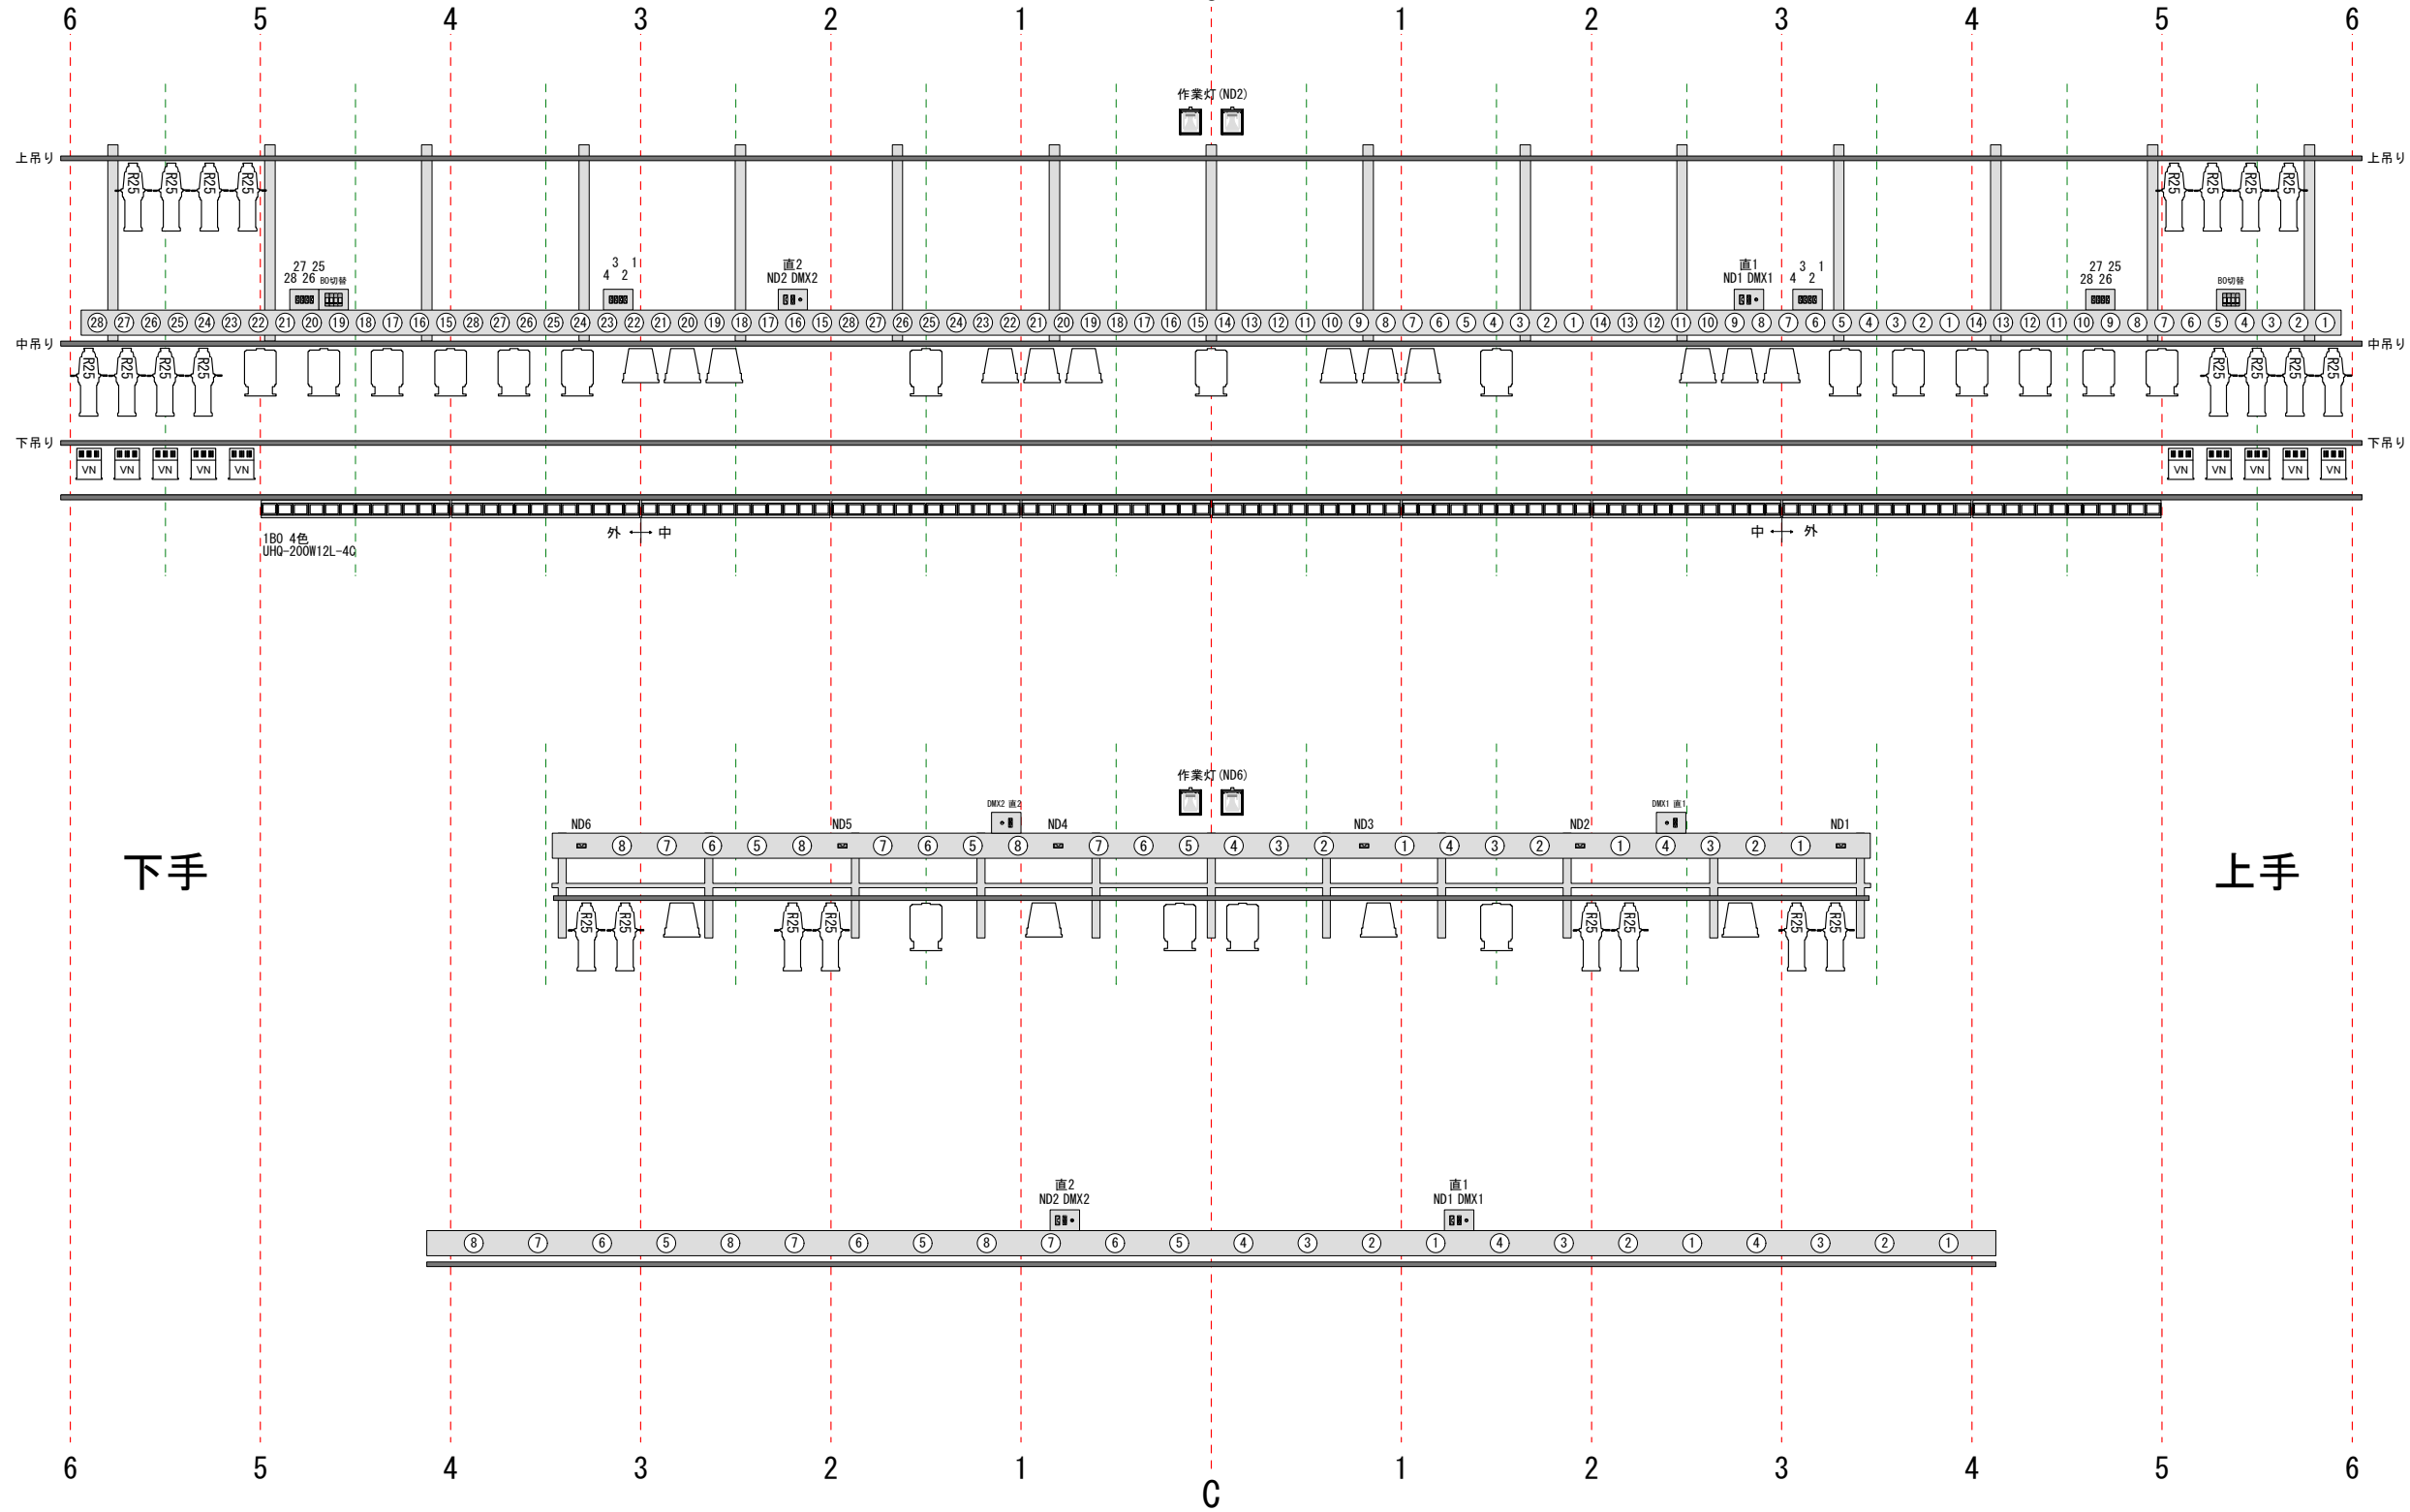 6 5 4 3 2 1 1 2 3 4 5 6
作業灯(ND2)
上吊り 上吊り
R25 R25 R25 R25 R25 R25 R25 R25
27 25 3 1 直2 直1 3 1 27 25
28 26 BO切替 4 2 ND2 DMX2 ND1 DMX1 4 2 28 26 BO切替
㉘ ㉗ ㉖ ㉕ ㉔ ㉓ ㉒ ㉑ ⑳ ⑲ ⑱ ⑰ ⑯ ⑮ ㉘ ㉗ ㉖ ㉕ ㉔ ㉓ ㉒ ㉑ ⑳ ⑲ ⑱ ⑰ ⑯ ⑮ ㉘ ㉗ ㉖ ㉕ ㉔ ㉓ ㉒ ㉑ ⑳ ⑲ ⑱ ⑰ ⑯ ⑮ ⑭ ⑬ ⑫ ⑪ ⑩ ⑨ ⑧ ⑦ ⑥ ⑤ ④ ③ ② ① ⑭ ⑬ ⑫ ⑪ ⑩ ⑨ ⑧ ⑦ ⑥ ⑤ ④ ③ ② ① ⑭ ⑬ ⑫ ⑪ ⑩ ⑨ ⑧ ⑦ ⑥ ⑤ ④ ③ ② ①
中吊り 中吊り
R25 R25 R25 R25 R25 R25 R25 R25
下吊り 下吊り
VN VN VN VN VN VN VN VN VN VN
外 中 中 外
1BO 4色
UHQ-200W12L-4C
作業灯(ND6)
DMX2 直2 DMX1 直1
ND6 ND5 ND4 ND3 ND2 ND1
⑧ ⑦ ⑥ ⑤ ⑧ ⑦ ⑥ ⑤ ⑧ ⑦ ⑥ ⑤ ④ ③ ② ① ④ ③ ② ① ④ ③ ② ①
下手 上手
R25 R25 R25 R25 R25 R25 R25 R25
直2 直1
ND2 DMX2 ND1 DMX1
⑧ ⑦ ⑥ ⑤ ⑧ ⑦ ⑥ ⑤ ⑧ ⑦ ⑥ ⑤ ④ ③ ② ① ④ ③ ② ① ④ ③ ② ①
6 5 4 3 2 1 C 1 2 3 4 5 6